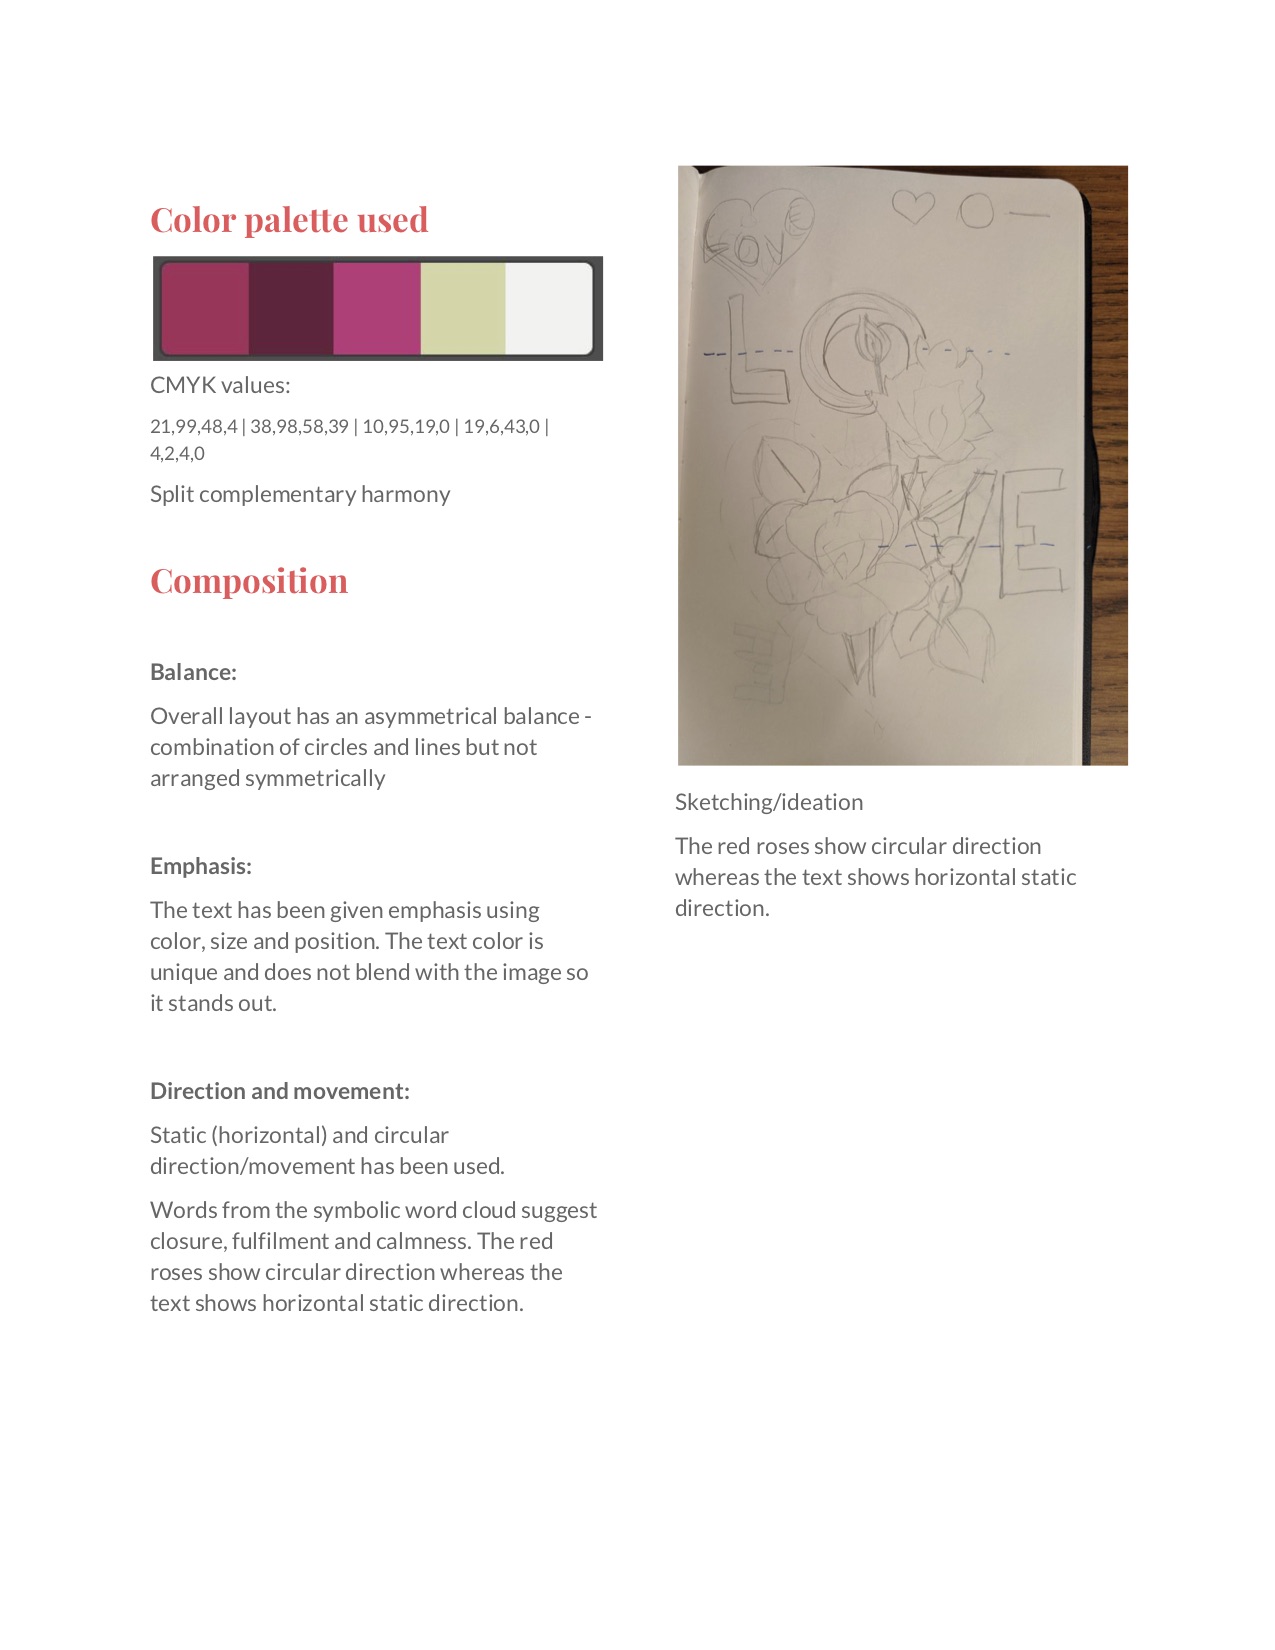 Color palette used
CMYK values:
21,99,48,4 | 38,98,58,39 | 10,95,19,0 | 19,6,43,0 |
4,2,4,0
Split complementary harmony
Composition
Balance:
Overall layout has an asymmetrical balance -
combination of circles and lines but not
arranged symmetrically
Emphasis:
The text has been given emphasis using
color, size and position. The text color is
unique and does not blend with the image so
it stands out.
Direction and movement:
Static (horizontal) and circular
direction/movement has been used.
Words from the symbolic word cloud suggest
closure, fulfilment and calmness. The red
roses show circular direction whereas the
text shows horizontal static direction.
LO
VE
Sketching/ideation
The red roses show circular direction
whereas the text shows horizontal static
direction.